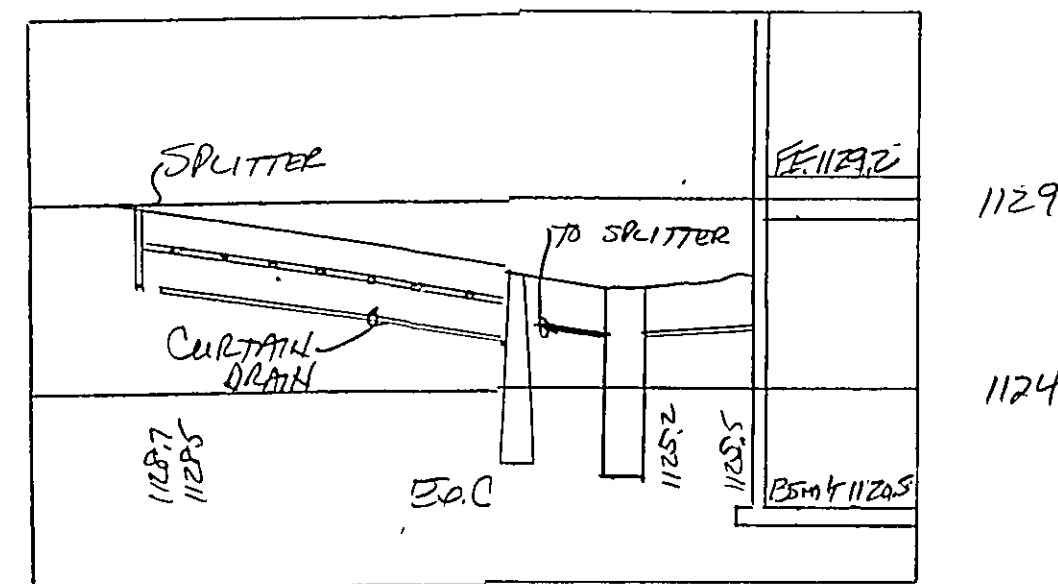 SPLITTER
F.E. 1129.2
1129
TO SPLITTER
CURTAIN
DRAIN
1124
1128.7
1128.5
1125.2
1125.5
Bsmt 1120.5